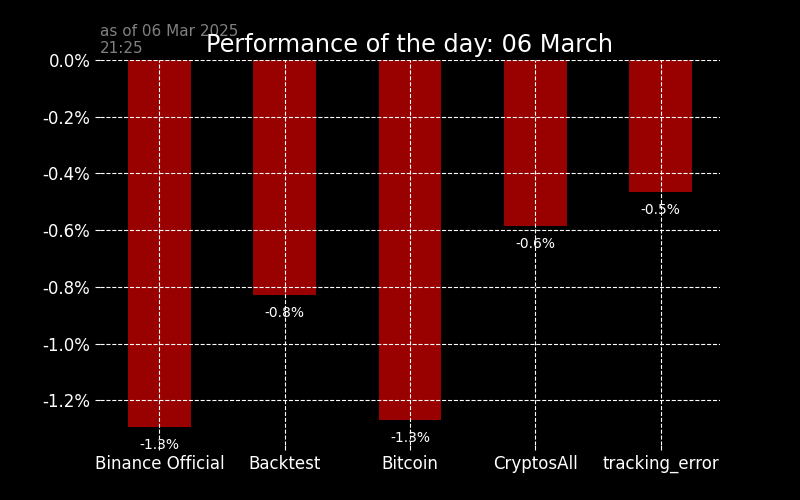 as of 06 Mar 2025
21:25
Performance of the day: 06 March
0.0%
-0.2%
-0.4%
-0.6%
-0.8%
-1.0%
-1.2%
-1.3%
-0.8%
-1.3%
-0.6%
-0.5%
Binance Official
Backtest
Bitcoin
CryptosAll
tracking_error